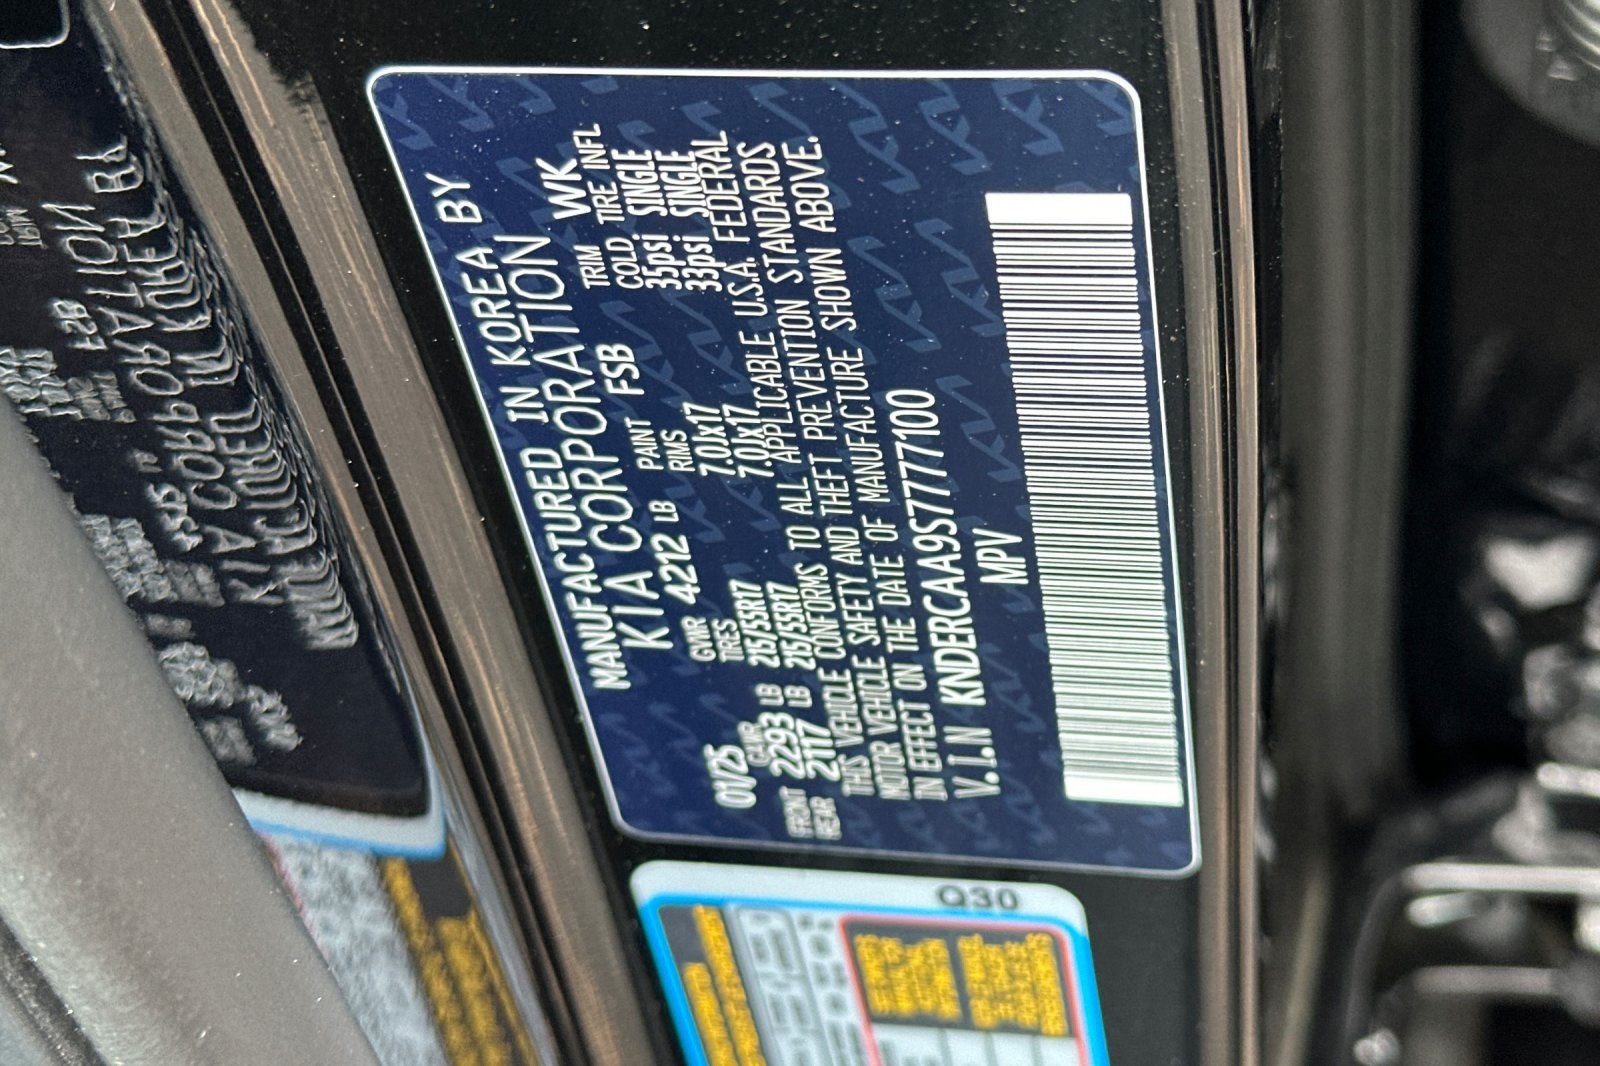 MANUFACTURED IN KOREA BY
KIA CORPORATION
01/25 GVWR 4212 LB PAINT FSB TRIM WK
GAWR TIRES RIMS COLD TIRE INFL.
FRONT 2293 LB 215/55R17 7.0Jx17 35psi SINGLE
REAR 2117 LB 215/55R17 7.0Jx17 33psi SINGLE
THIS VEHICLE CONFORMS TO ALL APPLICABLE U.S.A. FEDERAL
MOTOR VEHICLE SAFETY AND THEFT PREVENTION STANDARDS
IN EFFECT ON THE DATE OF MANUFACTURE SHOWN ABOVE.
V.I.N KNDERCAA9S7777100
MPV
Q30